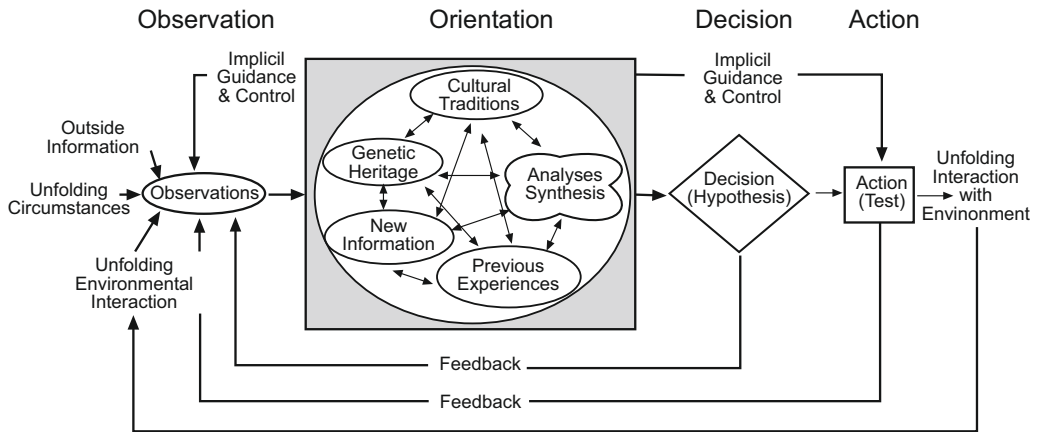 Observation
Orientation
Decision
Action
Implicil
Guidance
& Control
Outside
Information
Unfolding
Circumstances
Observations
Unfolding
Environmental
Interaction
Cultural
Traditions
Genetic
Heritage
Analyses
Synthesis
New
Information
Previous
Experiences
Implicil
Guidance
& Control
Decision
(Hypothesis)
Action
(Test)
Unfolding
Interaction
with
Envinonment
Feedback
Feedback